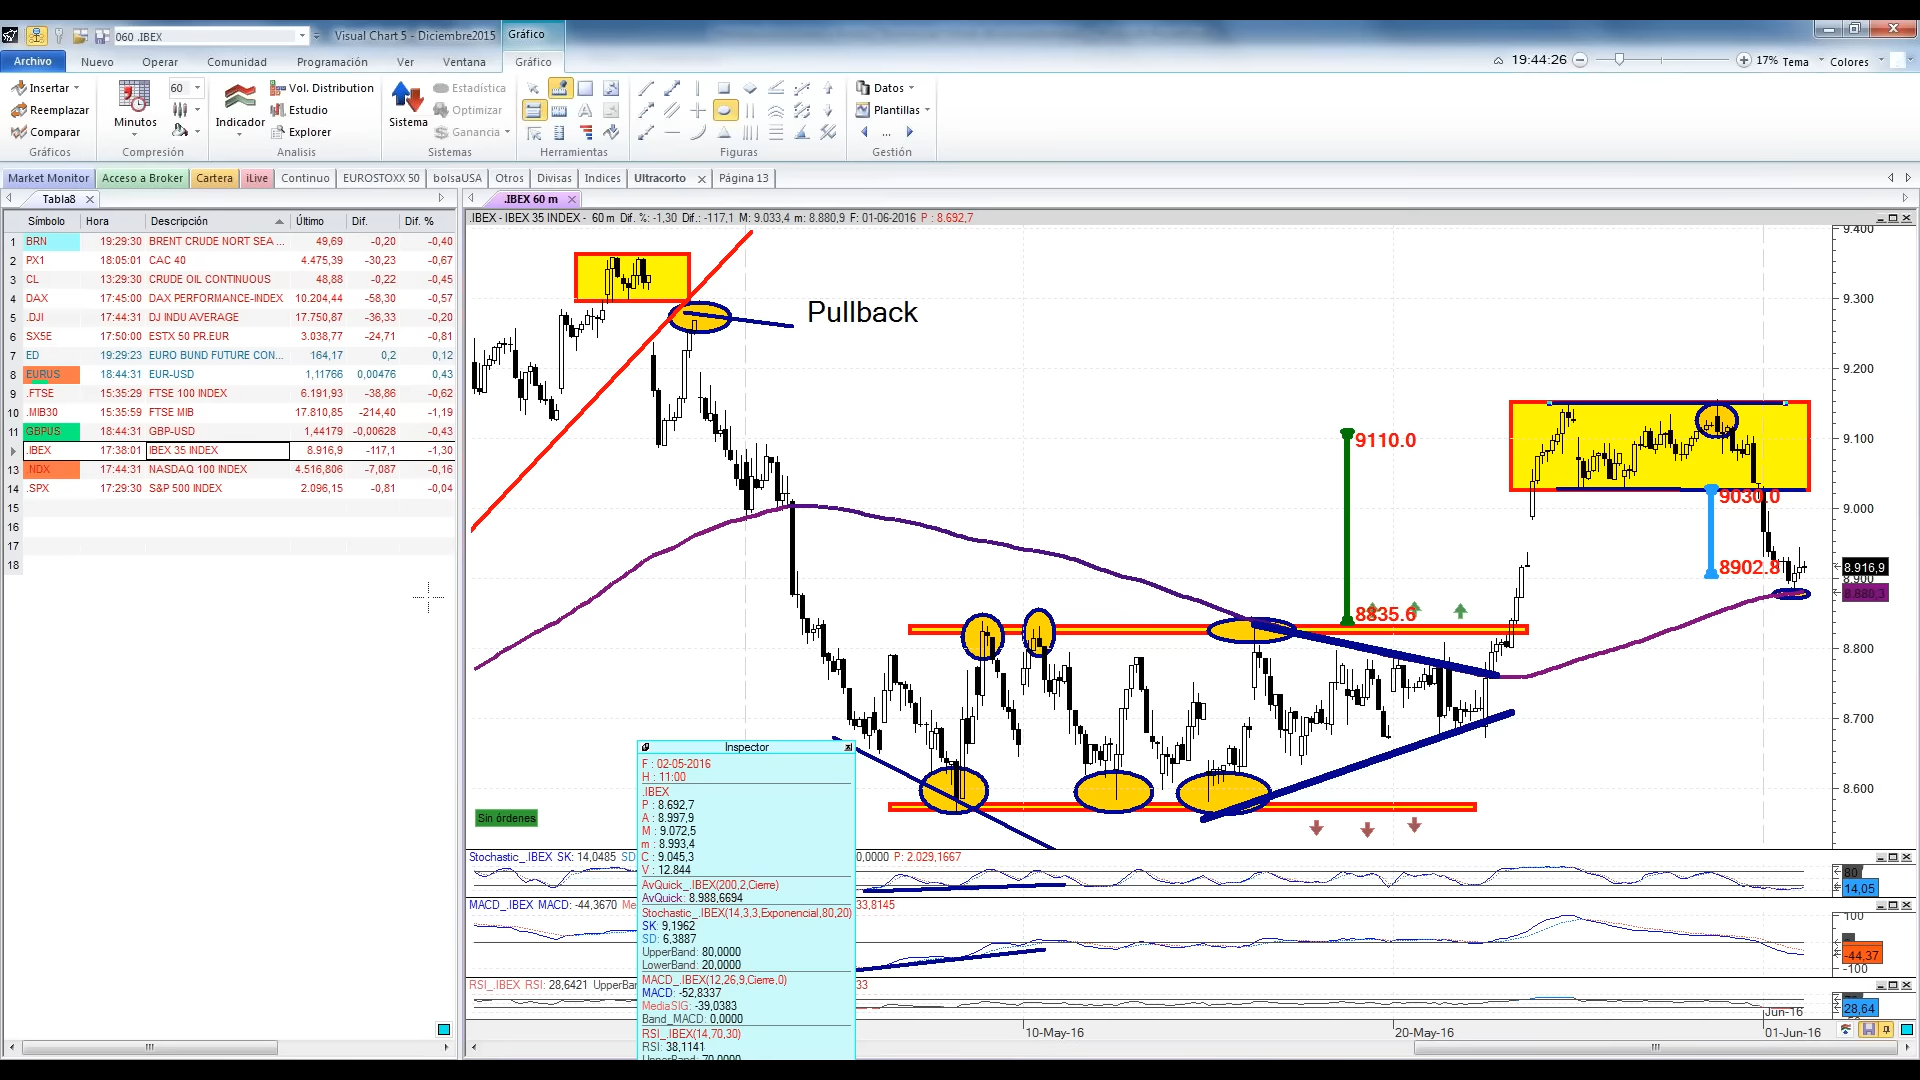 060 .IBEX
Visual Chart 5 - Diciembre2015
Gráfico
Archivo Nuevo Operar Comunidad Programación Ver Ventana Gráfico
19:44:26 17% Tema Colores
Insertar
Reemplazar
Comparar
Gráficos
Minutos
60
Compresión
Indicador
Vol. Distribution
Estudio
Explorer
Analisis
Sistema
Estadística
Optimizar
Ganancia
Sistemas
Herramientas
Figuras
Datos
Plantillas
...
Gestión
Market Monitor Acceso a Broker Cartera iLive Continuo EUROSTOXX 50 bolsaUSA Otros Divisas Indices Ultracorto Página 13
Tabla8
Símbolo Hora Descripción Último Dif. Dif. %
1 BRN 19:29:30 BRENT CRUDE NORT SEA ... 49,69 -0,20 -0,40
2 PX1 18:05:01 CAC 40 4.475,39 -30,23 -0,67
3 CL 13:29:30 CRUDE OIL CONTINUOUS 48,88 -0,22 -0,45
4 DAX 17:45:00 DAX PERFORMANCE-INDEX 10.204,44 -58,30 -0,57
5 .DJI 17:44:31 DJ INDU AVERAGE 17.750,87 -36,33 -0,20
6 SX5E 17:50:00 ESTX 50 PR.EUR 3.038,77 -24,71 -0,81
7 ED 19:29:23 EURO BUND FUTURE CON... 164,17 0,2 0,12
8 EURUS 18:44:31 EUR-USD 1,11766 0,00476 0,43
9 .FTSE 15:35:29 FTSE 100 INDEX 6.191,93 -38,86 -0,62
10 .MIB30 15:35:59 FTSE MIB 17.810,85 -214,40 -1,19
11 GBPUS 18:44:31 GBP-USD 1,44179 -0,00628 -0,43
.IBEX 17:38:01 IBEX 35 INDEX 8.916,9 -117,1 -1,30
13 .NDX 17:44:31 NASDAQ 100 INDEX 4.516,806 -7,087 -0,16
14 .SPX 17:29:30 S&P 500 INDEX 2.096,15 -0,81 -0,04
15
16
17
18
.IBEX 60 m
.IBEX - IBEX 35 INDEX - 60 m Dif. %: -1,30 Dif.: -117,1 M: 9.033,4 m: 8.880,9 F: 01-06-2016 P : 8.692,7
Pullback
9110.0
8835.6
9030.0
8902.8
9.400
9.300
9.200
9.100
9.000
8.916,9
8.900
8.880,3
8.800
8.700
8.600
Sin órdenes
Inspector
F : 02-05-2016
H : 11:00
.IBEX
P : 8.692,7
A : 8.997,9
M : 9.072,5
m : 8.993,4
C : 9.045,3
V : 12.844
AvQuick_.IBEX(200,2,Cierre)
AvQuick: 8.988,6694
Stochastic_.IBEX(14,3,3,Exponencial,80,20)
SK: 9,1962
SD: 6,3887
UpperBand: 80,0000
LowerBand: 20,0000
MACD_.IBEX(12,26,9,Cierre,0)
MACD: -52,8337
MediaSIG: -39,0383
Band_MACD: 0,0000
RSI_.IBEX(14,70,30)
RSI: 38,1141
UpperBand: 70,0000
Stochastic_.IBEX SK: 14,0485 SD 0,0000 P: 2.029,1667
80
14,05
MACD_.IBEX MACD: -44,3670 Me 33,8145
100
-44,37
-100
RSI_.IBEX RSI: 28,6421 UpperBan 33
28,64
Jun-16
10-May-16 20-May-16 01-Jun-16